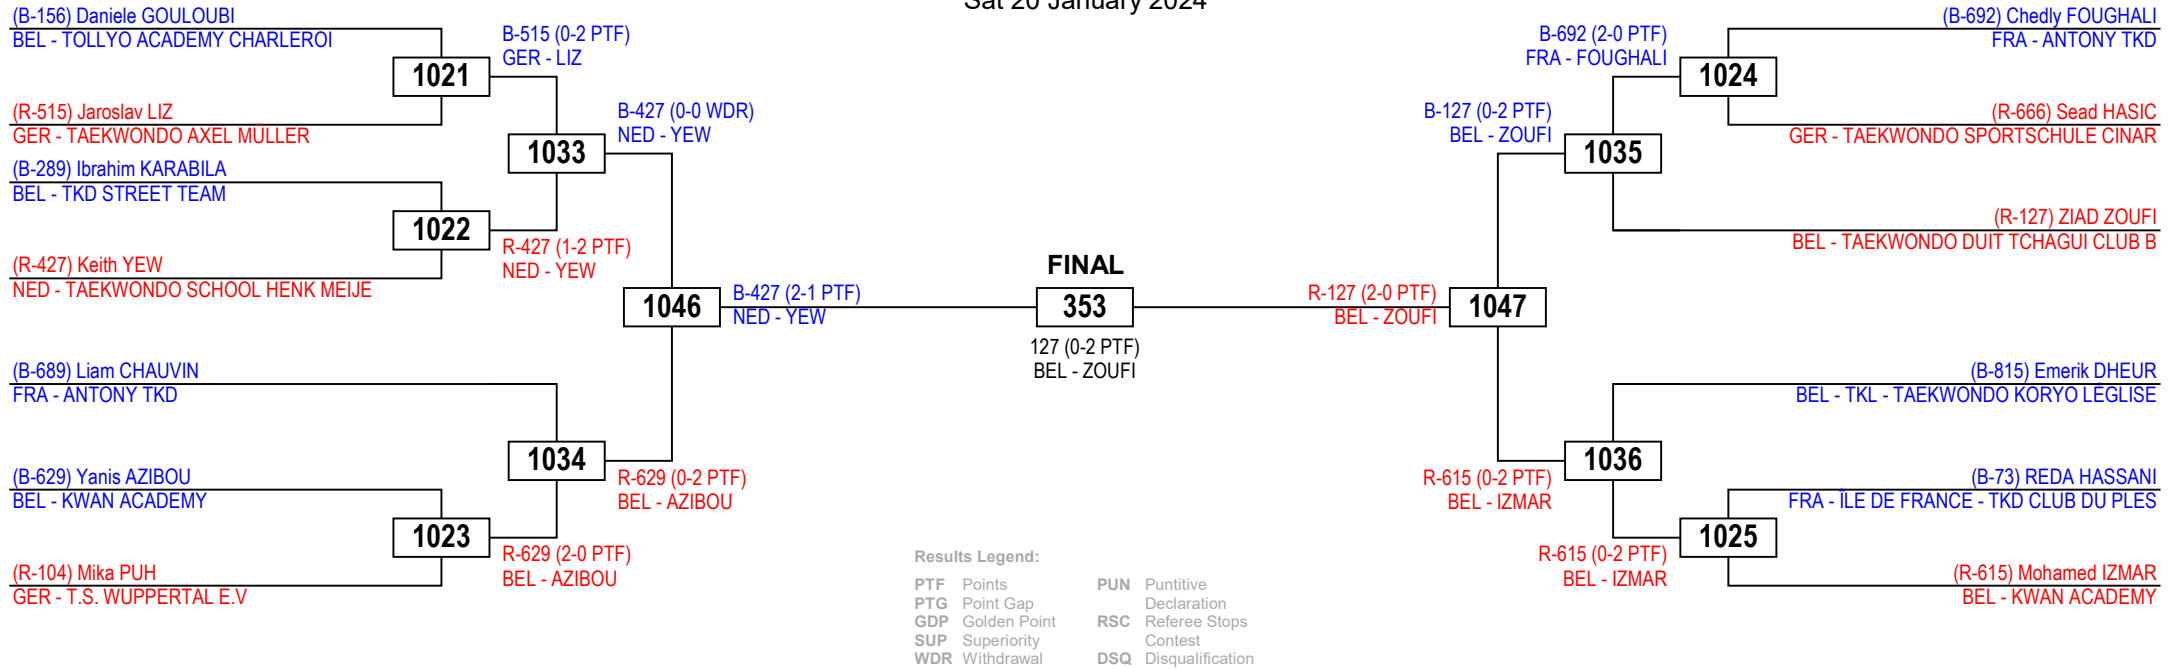 Sat 20 January 2024
(B-156) Daniele GOULOUBI
BEL - TOLLYO ACADEMY CHARLEROI
1021
(R-515) Jaroslav LIZ
GER - TAEKWONDO AXEL MÜLLER
B-515 (0-2 PTF)
GER - LIZ
(B-289) Ibrahim KARABILA
BEL - TKD STREET TEAM
1022
(R-427) Keith YEW
NED - TAEKWONDO SCHOOL HENK MEIJE
R-427 (1-2 PTF)
NED - YEW
1033
B-427 (0-0 WDR)
NED - YEW
(B-689) Liam CHAUVIN
FRA - ANTONY TKD
(B-629) Yanis AZIBOU
BEL - KWAN ACADEMY
1023
(R-104) Mika PUH
GER - T.S. WUPPERTAL E.V
R-629 (2-0 PTF)
BEL - AZIBOU
1034
R-629 (0-2 PTF)
BEL - AZIBOU
1046
B-427 (2-1 PTF)
NED - YEW
FINAL
353
127 (0-2 PTF)
BEL - ZOUFI
R-127 (2-0 PTF)
BEL - ZOUFI
1047
B-127 (0-2 PTF)
BEL - ZOUFI
1035
B-692 (2-0 PTF)
FRA - FOUGHALI
1024
(B-692) Chedly FOUGHALI
FRA - ANTONY TKD
(R-666) Sead HASIC
GER - TAEKWONDO SPORTSCHULE CINAR
(R-127) ZIAD ZOUFI
BEL - TAEKWONDO DUIT TCHAGUI CLUB B
(B-815) Emerik DHEUR
BEL - TKL - TAEKWONDO KORYO LÉGLISE
1036
R-615 (0-2 PTF)
BEL - IZMAR
(B-73) REDA HASSANI
FRA - ÎLE DE FRANCE - TKD CLUB DU PLES
1025
R-615 (0-2 PTF)
BEL - IZMAR
(R-615) Mohamed IZMAR
BEL - KWAN ACADEMY
Results Legend:
PTF Points
PTG Point Gap
GDP Golden Point
SUP Superiority
WDR Withdrawal
PUN Puntitive
Declaration
RSC Referee Stops
Contest
DSQ Disqualification